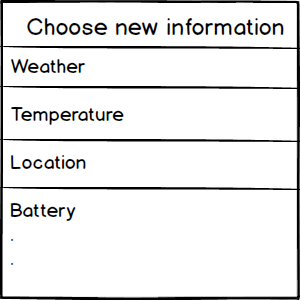 Choose new information
Weather
Temperature
Location
Battery
.
.